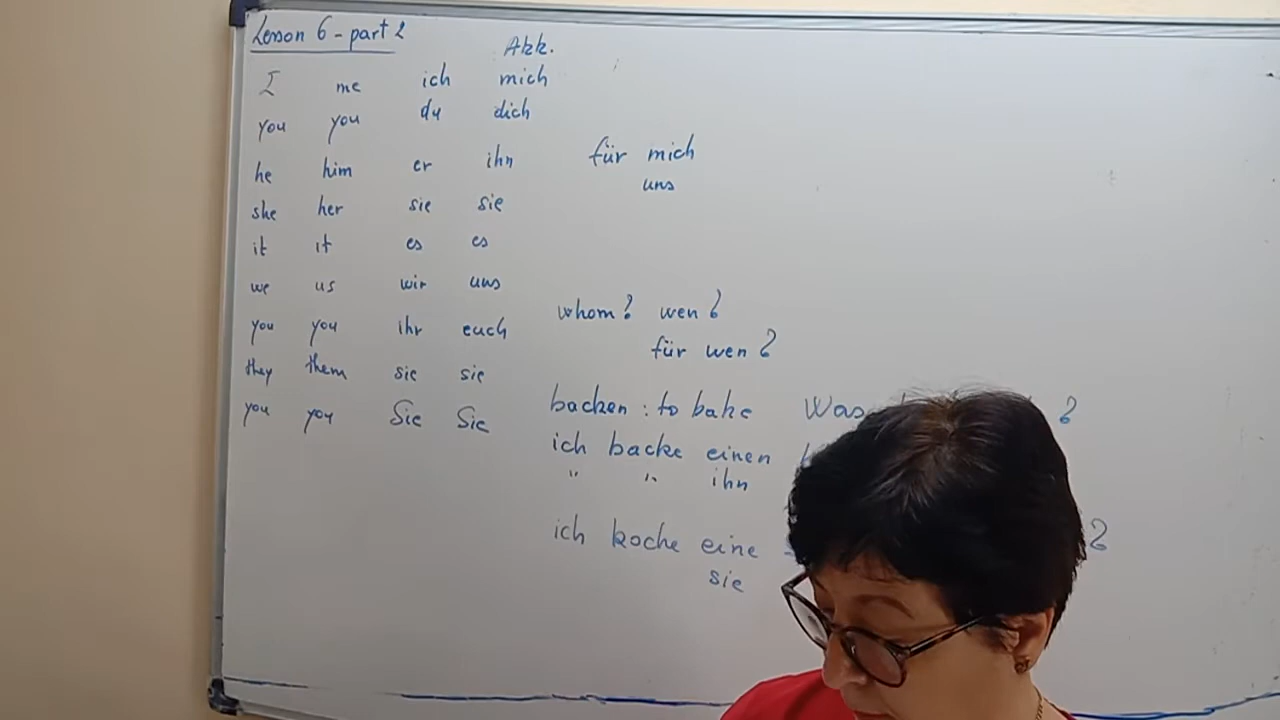 Lesson 6 - part 2
Akk.
I me ich mich
you you du dich
he him er ihn
für mich
uns
she her sie sie
it it es es
we us wir uns
whom? wen?
you you ihr euch
für wen?
they them sie sie
you you Sie Sie
backen : to bake Was ?
ich backe einen
" " ihn
ich koche eine ?
sie